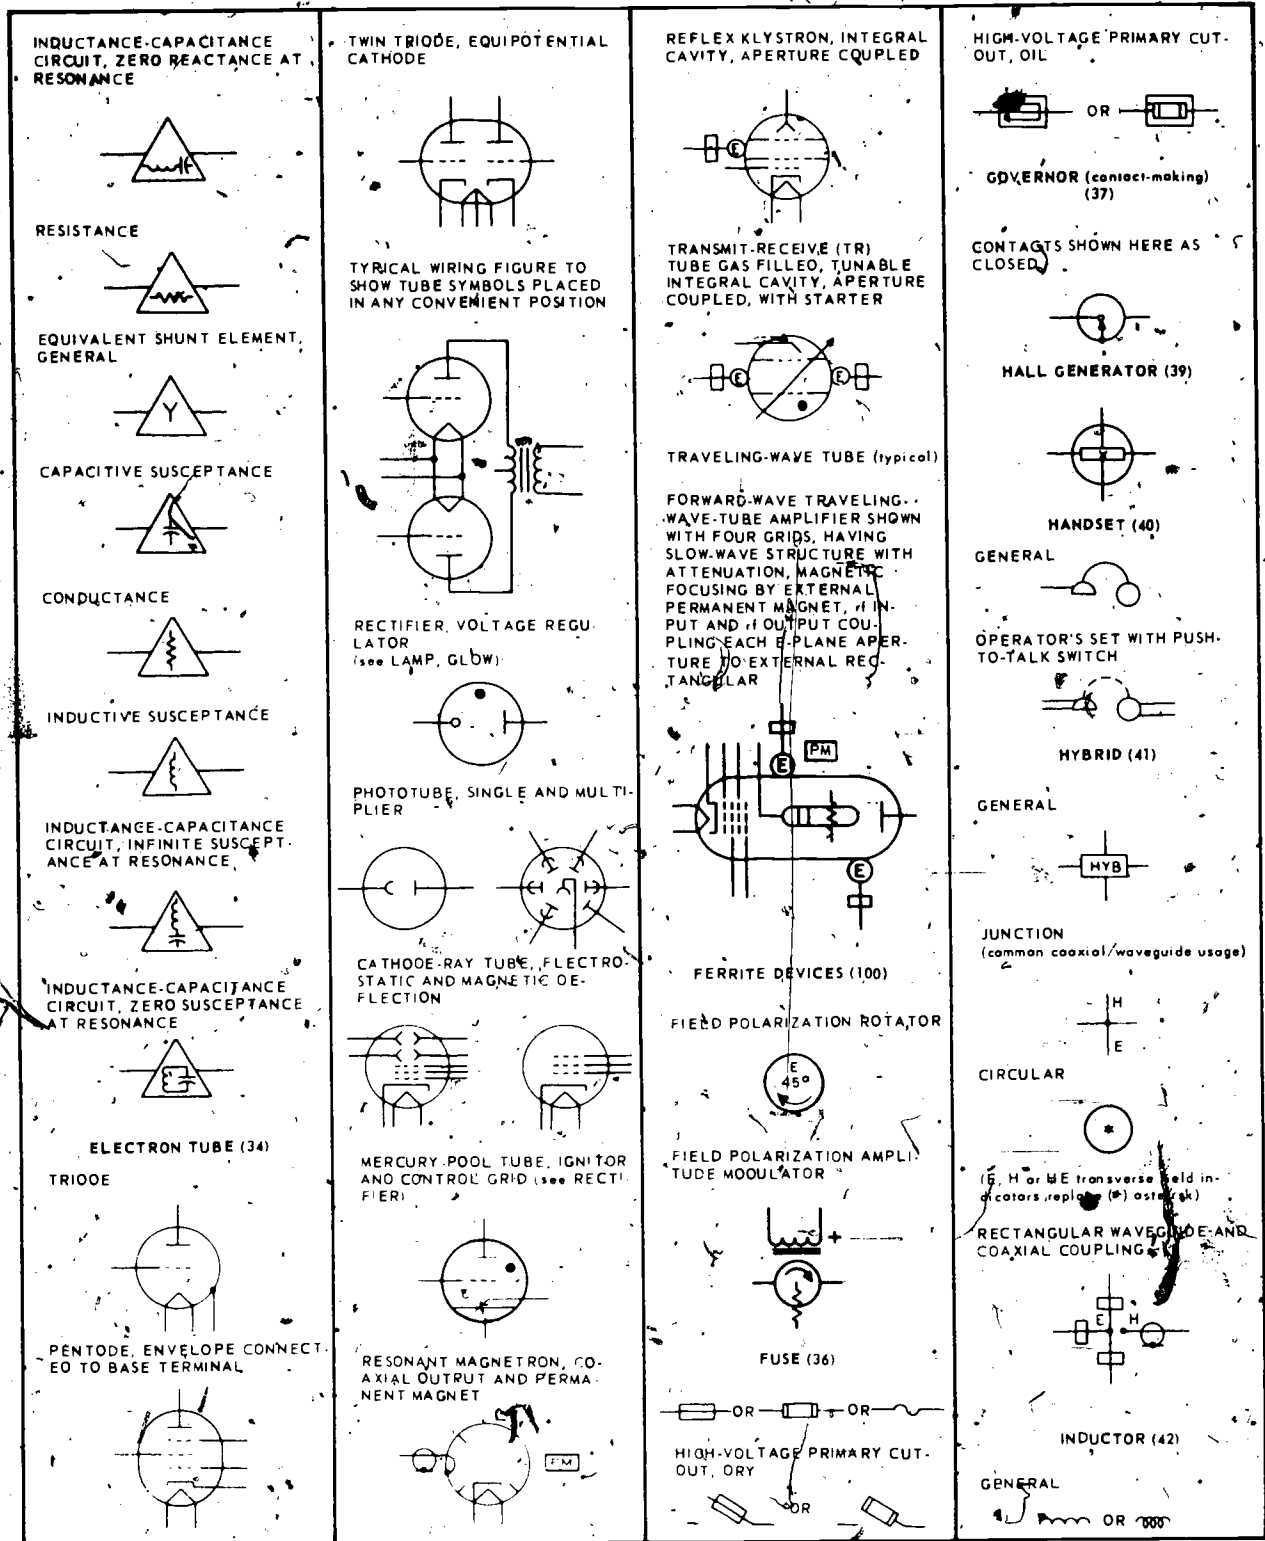 INDUCTANCE-CAPACITANCE
CIRCUIT, ZERO REACTANCE AT
RESONANCE
RESISTANCE
EQUIVALENT SHUNT ELEMENT,
GENERAL
Y
CAPACITIVE SUSCEPTANCE
CONDUCTANCE
INDUCTIVE SUSCEPTANCE
INDUCTANCE-CAPACITANCE
CIRCUIT, INFINITE SUSCEPT-
ANCE AT RESONANCE
INDUCTANCE-CAPACITANCE
CIRCUIT, ZERO SUSCEPTANCE
AT RESONANCE
ELECTRON TUBE (34)
TRIODE
PENTODE, ENVELOPE CONNECT-
ED TO BASE TERMINAL
TWIN TRIODE, EQUIPOTENTIAL
CATHODE
TYPICAL WIRING FIGURE TO
SHOW TUBE SYMBOLS PLACED
IN ANY CONVENIENT POSITION
RECTIFIER, VOLTAGE REGU-
LATOR
(see LAMP, GLOW)
PHOTOTUBE, SINGLE AND MULTI-
PLIER
CATHODE-RAY TUBE, ELECTRO-
STATIC AND MAGNETIC DE-
FLECTION
MERCURY-POOL TUBE, IGNITOR
AND CONTROL GRID (see RECTI-
FIER)
RESONANT MAGNETRON, CO-
AXIAL OUTPUT AND PERMA-
NENT MAGNET
PM
REFLEX KLYSTRON, INTEGRAL
CAVITY, APERTURE COUPLED
E
TRANSMIT-RECEIVE (TR)
TUBE GAS FILLED, TUNABLE
INTEGRAL CAVITY, APERTURE
COUPLED, WITH STARTER
E E
TRAVELING-WAVE TUBE (typical)
FORWARD-WAVE TRAVELING-
WAVE-TUBE AMPLIFIER SHOWN
WITH FOUR GRIDS, HAVING
SLOW-WAVE STRUCTURE WITH
ATTENUATION, MAGNETIC
FOCUSING BY EXTERNAL
PERMANENT MAGNET, rf IN-
PUT AND rf OUTPUT COU-
PLING EACH E-PLANE APER-
TURE TO EXTERNAL REC-
TANGULAR
PM
E
E
FERRITE DEVICES (100)
FIELD POLARIZATION ROTATOR
E
45°
FIELD POLARIZATION AMPLI-
TUDE MODULATOR
+
FUSE (36)
OR OR
HIGH-VOLTAGE PRIMARY CUT-
OUT, DRY
OR
HIGH-VOLTAGE PRIMARY CUT-
OUT, OIL
OR
GOVERNOR (contact-making)
(37)
CONTACTS SHOWN HERE AS
CLOSED
HALL GENERATOR (39)
HANDSET (40)
GENERAL
OPERATOR'S SET WITH PUSH-
TO-TALK SWITCH
HYBRID (41)
GENERAL
HYB
JUNCTION
(common coaxial/waveguide usage)
H
E
CIRCULAR
*
(E, H or HE transverse field in-
dicators replace (*) asterisk)
RECTANGULAR WAVEGUIDE AND
COAXIAL COUPLING
E H
INDUCTOR (42)
GENERAL
OR